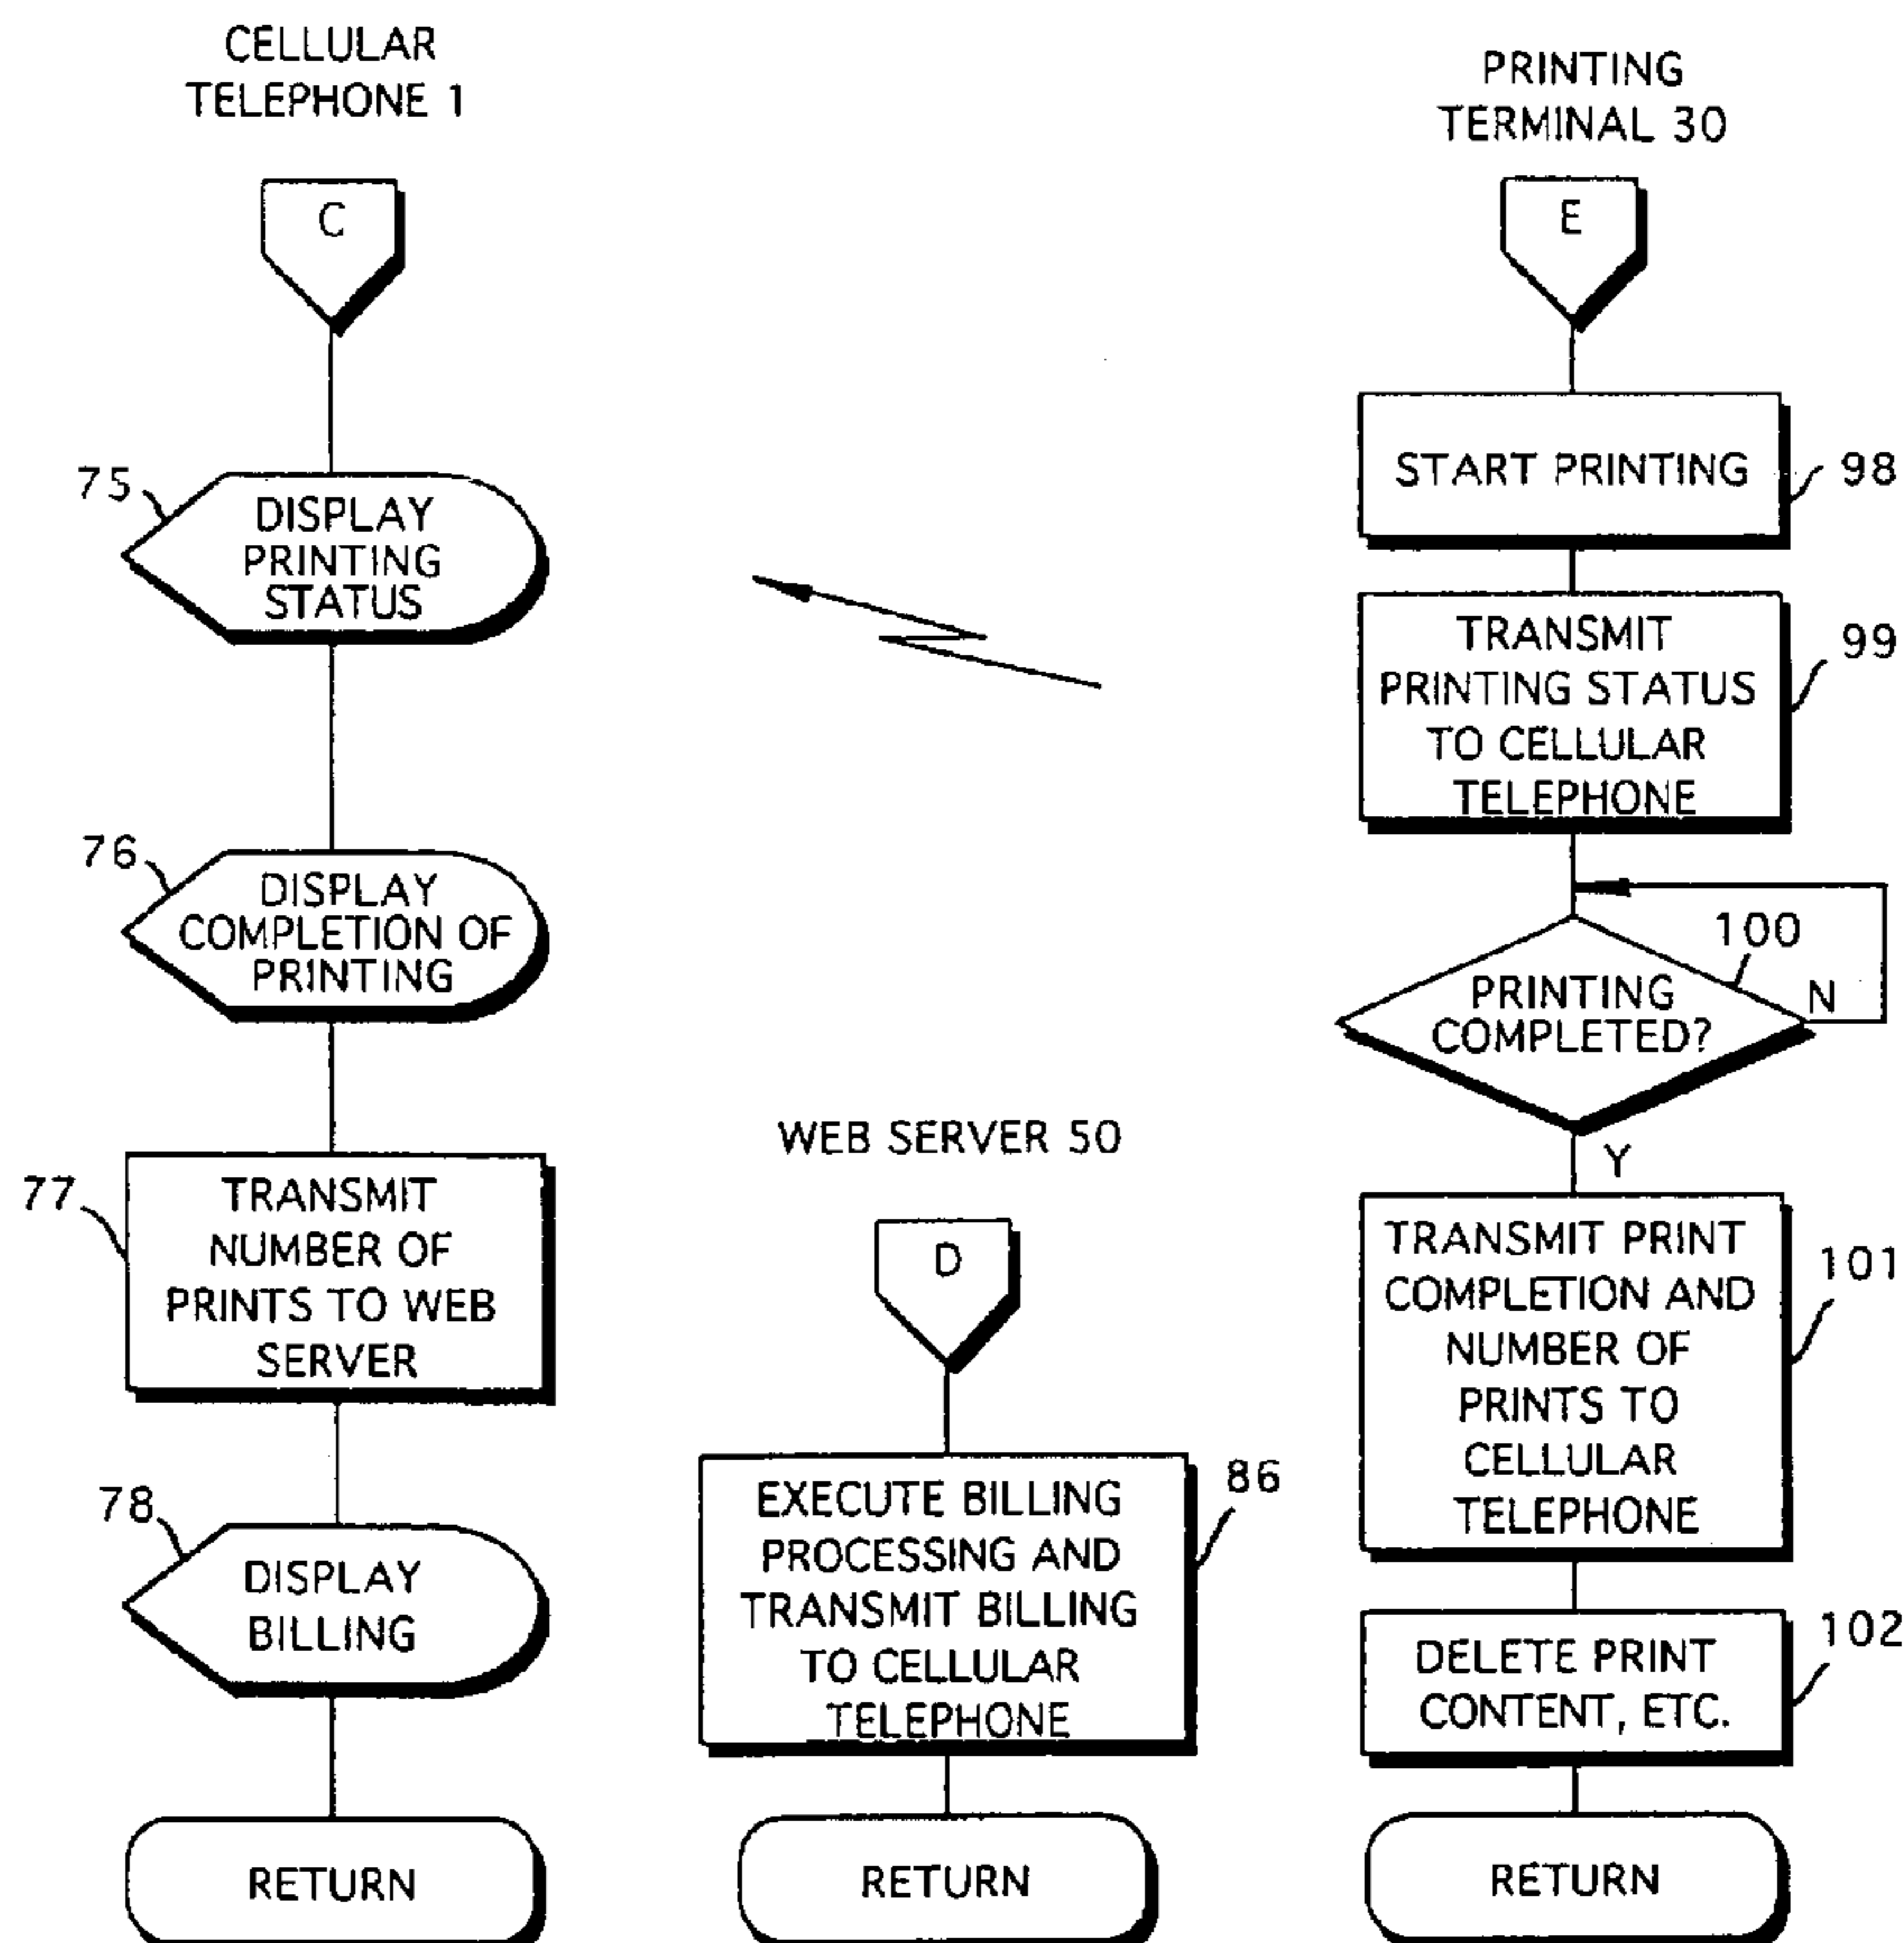 CELLULAR
TELEPHONE 1
C
75
DISPLAY
PRINTING
STATUS
76
DISPLAY
COMPLETION OF
PRINTING
77
TRANSMIT
NUMBER OF
PRINTS TO WEB
SERVER
78
DISPLAY
BILLING
RETURN
WEB SERVER 50
D
EXECUTE BILLING
PROCESSING AND
TRANSMIT BILLING
TO CELLULAR
TELEPHONE
86
RETURN
PRINTING
TERMINAL 30
E
START PRINTING
98
TRANSMIT
PRINTING STATUS
TO CELLULAR
TELEPHONE
99
100
PRINTING
COMPLETED?
N
Y
TRANSMIT PRINT
COMPLETION AND
NUMBER OF
PRINTS TO
CELLULAR
TELEPHONE
101
DELETE PRINT
CONTENT, ETC.
102
RETURN